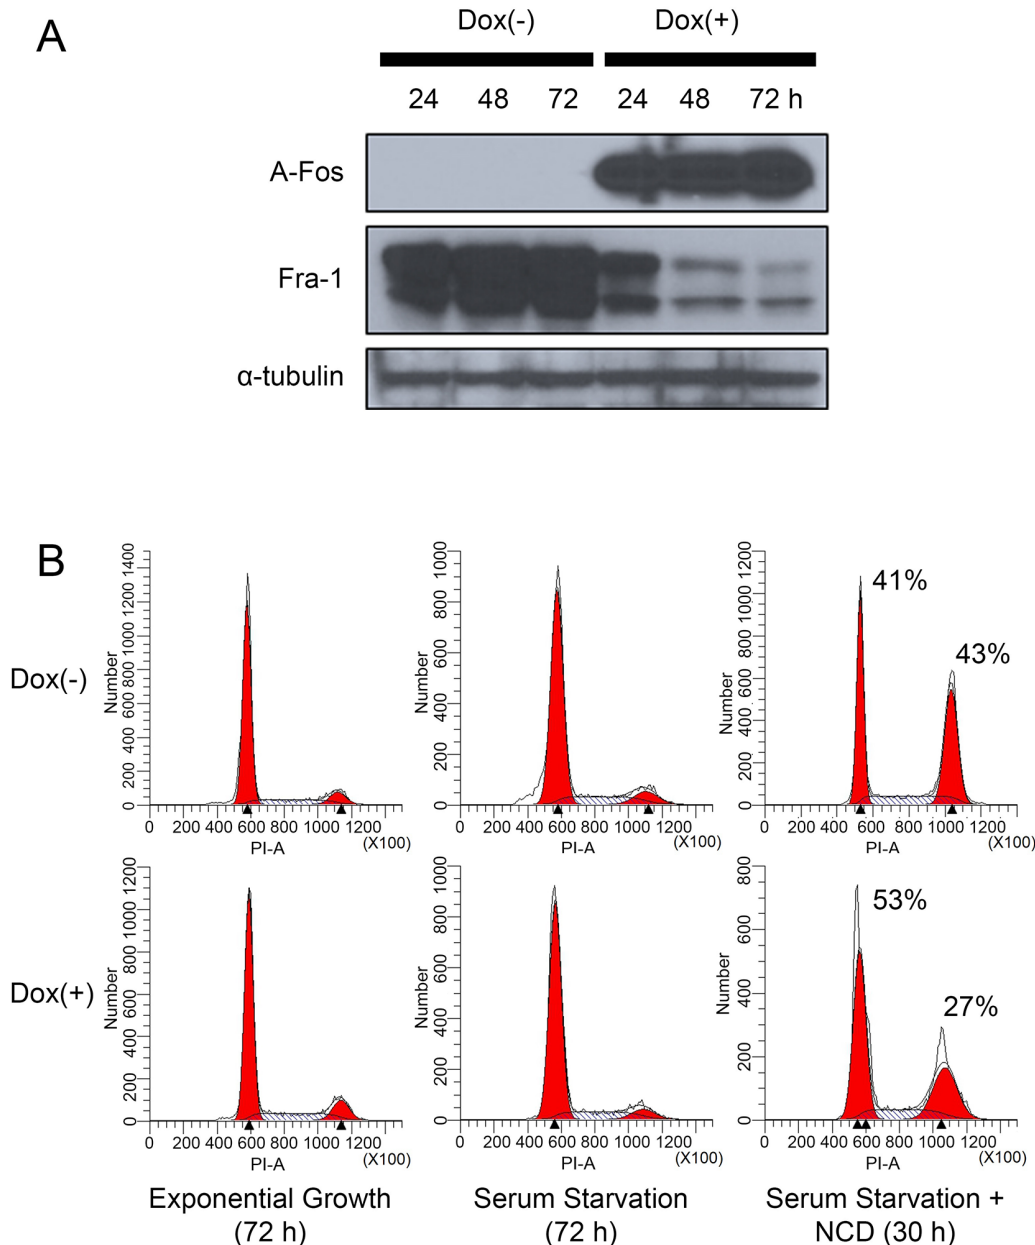 A
Dox(-) Dox(+)
24 48 72 24 48 72 h
A-Fos
Fra-1
α-tubulin
B
Dox(-)
Number
0 200 400 600 800 1000 1200 1400
0 200 400 600 800 1000 1200
(X100)
PI-A
Number
0 200 400 600 800 1000
0 200 400 600 800 1000
(X100)
PI-A
41%
43%
Number
0 200 400 600 800 1000 1200
0 200 400 600 800 1000
(X100)
PI-A
Dox(+)
Number
0 200 400 600 800 1000 1200
0 200 400 600 800 1000 1200
(X100)
PI-A
Number
0 200 400 600 800 1000
0 200 400 600 800 1000
(X100)
PI-A
53%
27%
Number
0 200 400 600 800
0 200 400 600 800 1000
(X100)
PI-A
Exponential Growth
(72 h)
Serum Starvation
(72 h)
Serum Starvation +
NCD (30 h)